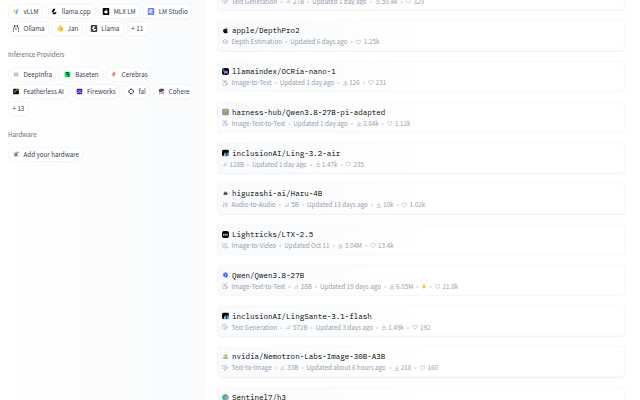 vLLM llama.cpp MLX LM LM Studio
Ollama Jan Llama +11
Inference Providers
DeepInfra Baseten Cerebras
Featherless AI Fireworks fal Cohere
+13
Hardware
Add your hardware
apple/DepthPro2
Depth Estimation • Updated 6 days ago • 1.25k
llamaindex/OCRia-nano-1
Image-to-Text • Updated 1 day ago • 126 • 231
harness-hub/Qwen3.8-27B-pi-adapted
Image-Text-to-Text • Updated 1 day ago • 2.84k • 1.12k
inclusionAI/Ling-3.2-air
128B • Updated 1 day ago • 1.47k • 235
higurashi-ai/Haru-4B
Audio-to-Audio • 5B • Updated 13 days ago • 10k • 1.02k
Lightricks/LTX-2.5
Image-to-Video • Updated Oct 11 • 3.04M • 13.4k
Qwen/Qwen3.8-27B
Image-Text-to-Text • 28B • Updated 19 days ago • 6.05M • 21.8k
inclusionAI/LingSante-3.1-flash
Text Generation • 572B • Updated 3 days ago • 1.49k • 192
nvidia/Nemotron-Labs-Image-30B-A3B
Text-to-Image • 33B • Updated about 6 hours ago • 218 • 160
Sentinel7/h3